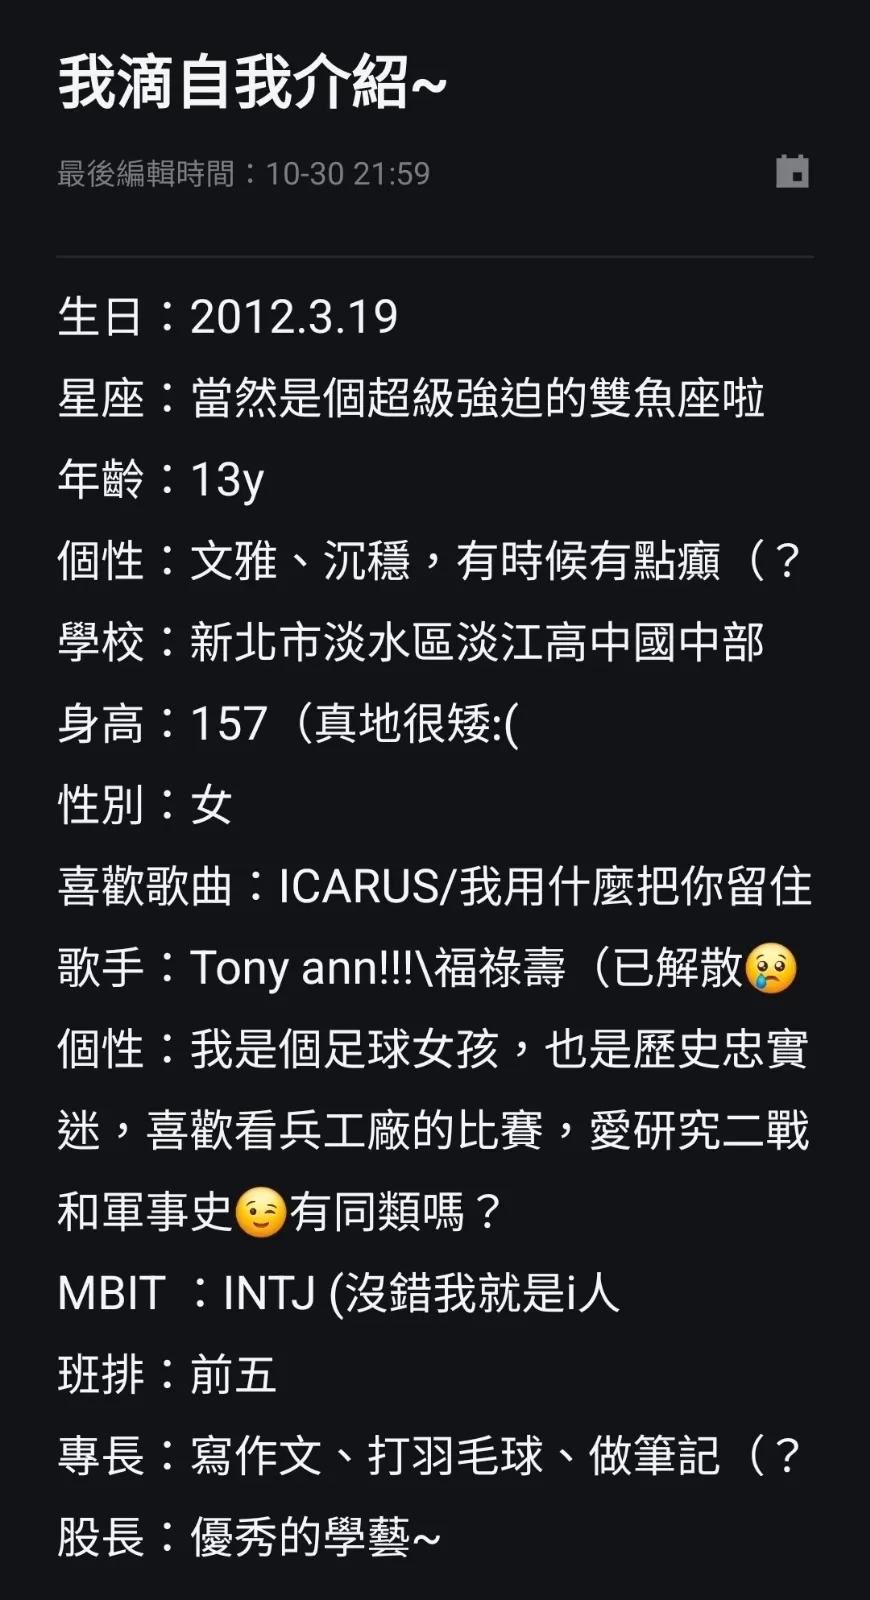 我滴自我介紹~
最後編輯時間：10-30 21:59
生日：2012.3.19
星座：當然是個超級強迫的雙魚座啦
年齡：13y
個性：文雅、沉穩，有時候有點癲（？
學校：新北市淡水區淡江高中國中部
身高：157（真地很矮:(
性別：女
喜歡歌曲：ICARUS/我用什麼把你留住
歌手：Tony ann!!!\福祿壽（已解散😢
個性：我是個足球女孩，也是歷史忠實
迷，喜歡看兵工廠的比賽，愛研究二戰
和軍事史😉有同類嗎？
MBIT ：INTJ (沒錯我就是i人
班排：前五
專長：寫作文、打羽毛球、做筆記（？
股長：優秀的學藝~